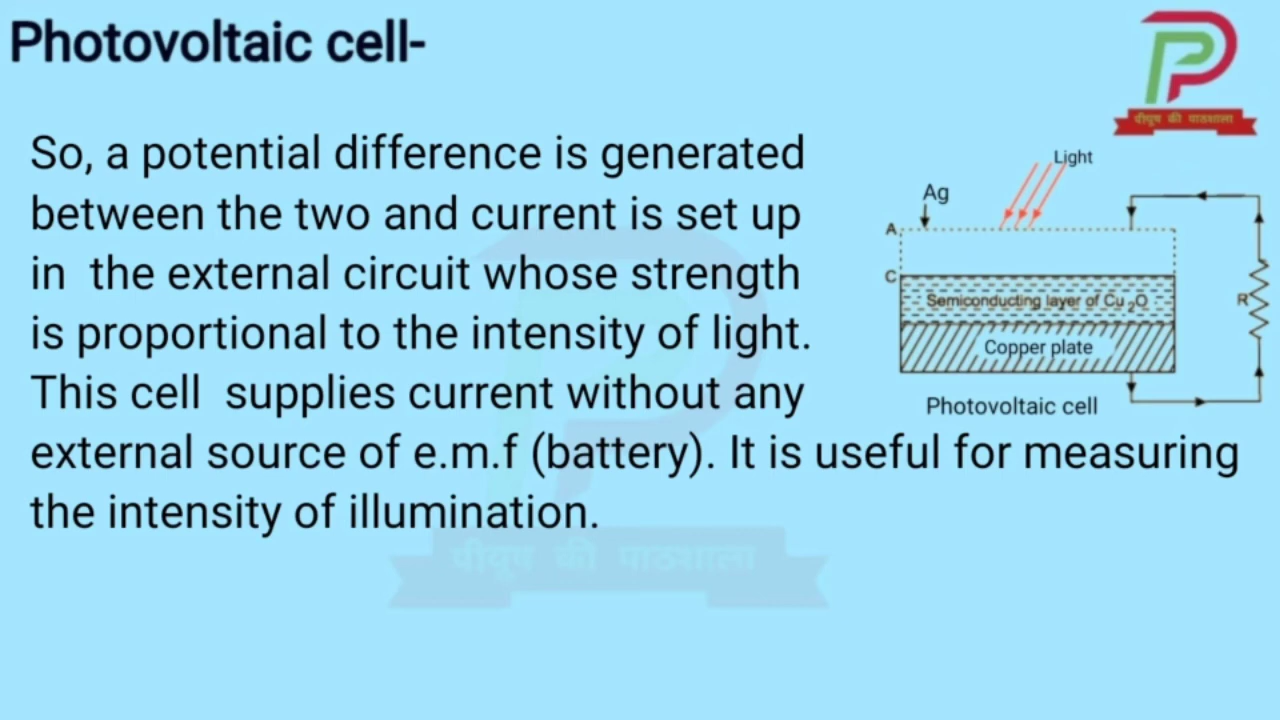 Photovoltaic cell-
पीयूष की पाठशाला
So, a potential difference is generated
between the two and current is set up
in the external circuit whose strength
is proportional to the intensity of light.
This cell supplies current without any
external source of e.m.f (battery). It is useful for measuring
the intensity of illumination.
Light
Ag
A
C
Semiconducting layer of Cu₂O
R
Copper plate
Photovoltaic cell
पीयूष की पाठशाला